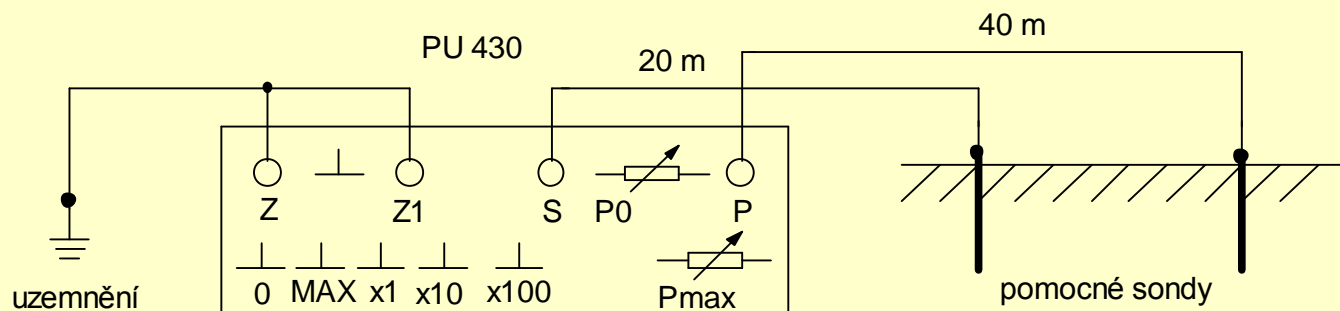 40 m
PU 430
20 m
Z Z1 S P0 P
0 MAX x1 x10 x100 Pmax
uzemnění
pomocné sondy